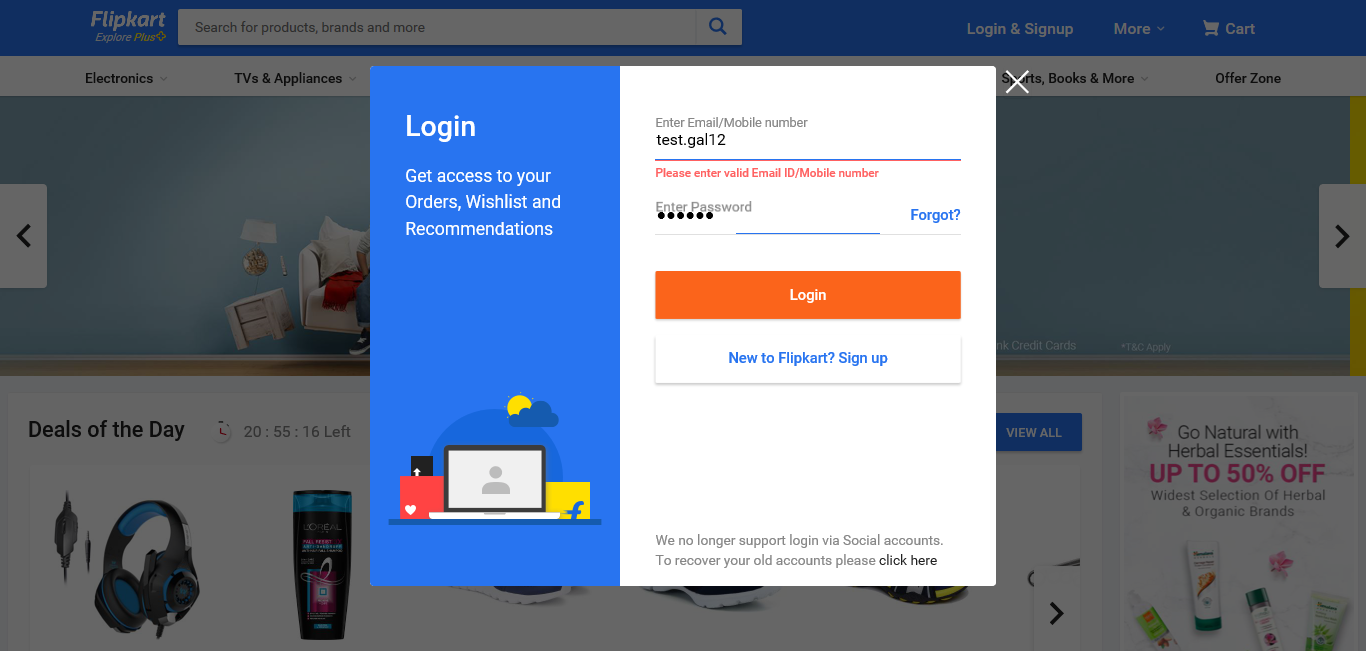 Flipkart
Explore Plus
Search for products, brands and more
Login & Signup
More
Cart
Electronics
TVs & Appliances
Sports, Books & More
Offer Zone
Login
Get access to your
Orders, Wishlist and
Recommendations
Enter Email/Mobile number
test.gal12
Please enter valid Email ID/Mobile number
Enter Password
Forgot?
Login
New to Flipkart? Sign up
We no longer support login via Social accounts.
To recover your old accounts please click here
Credit Cards
*T&C Apply
Deals of the Day
20 : 55 : 16 Left
VIEW ALL
L'ORÉAL
Go Natural with
Herbal Essentials!
UP TO 50% OFF
Widest Selection Of Herbal
& Organic Brands